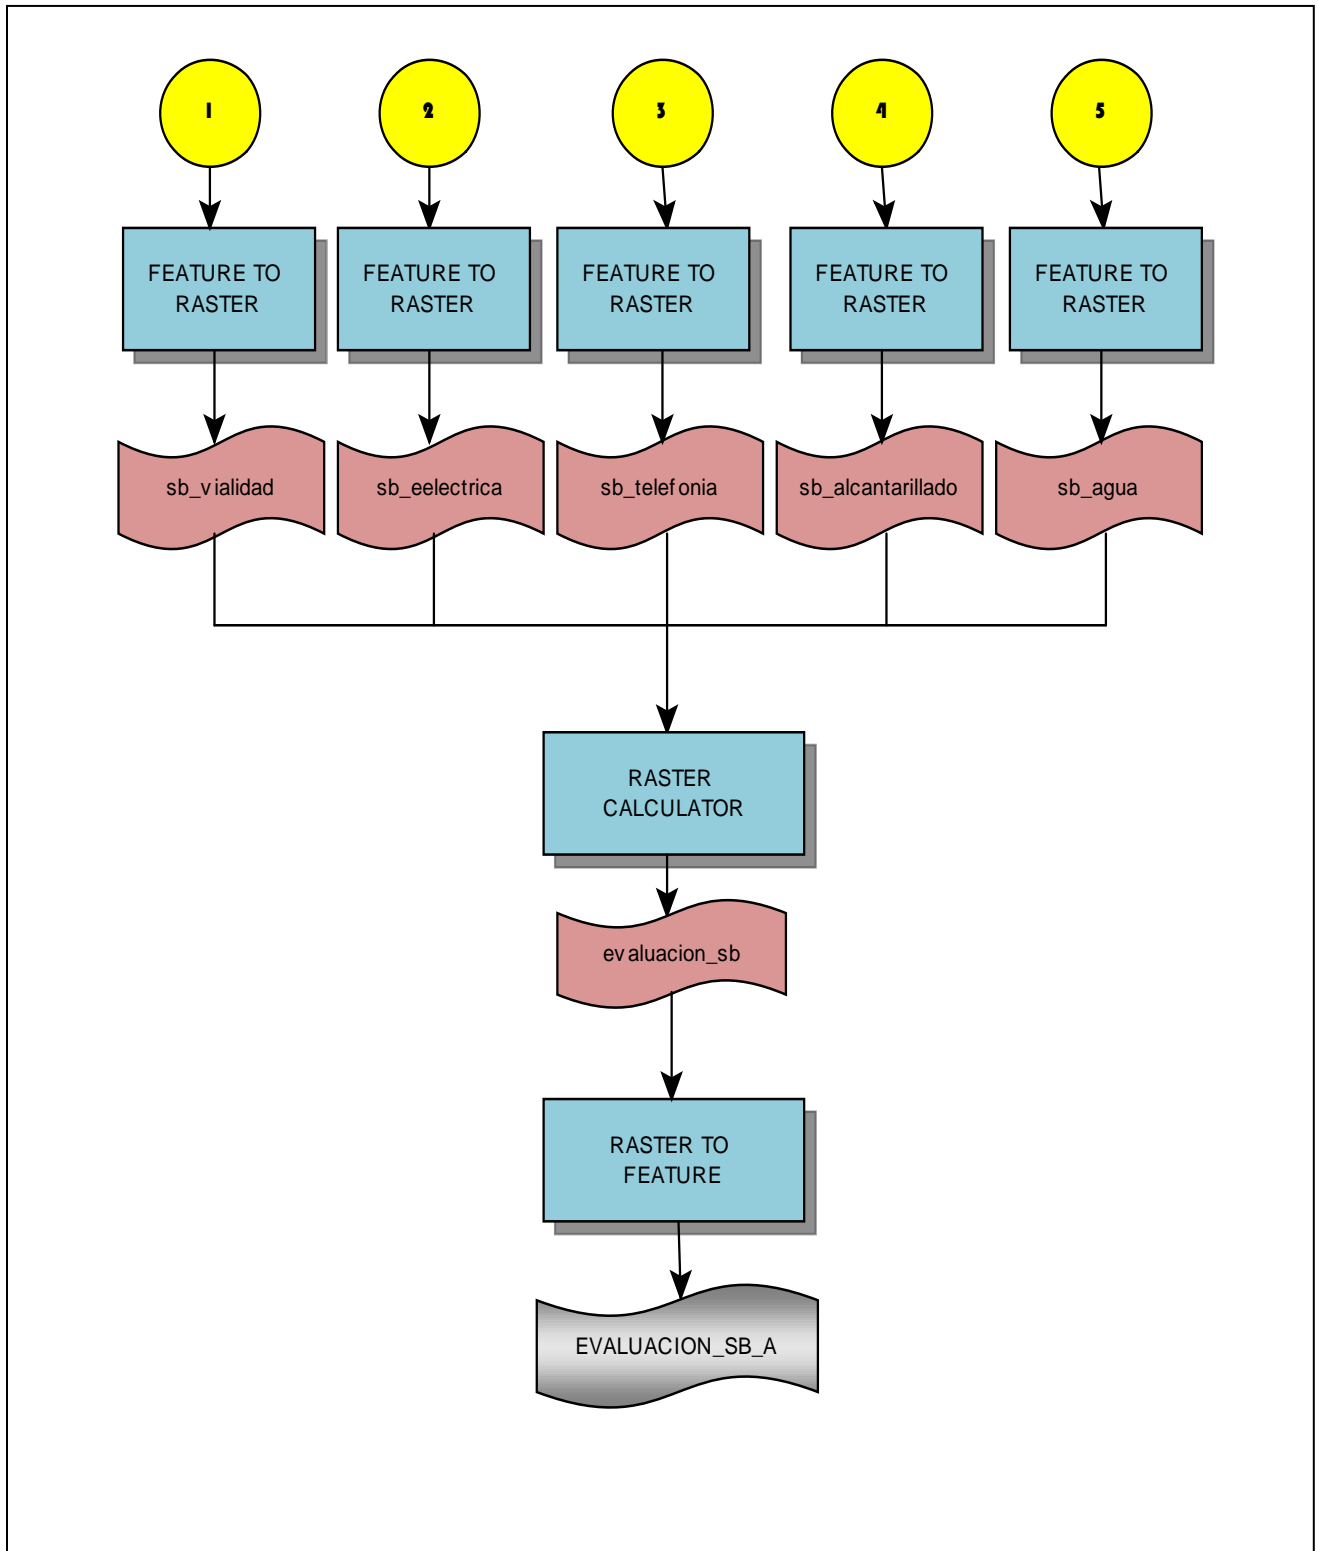 1 2 3 4 5
FEATURE TO
RASTER
FEATURE TO
RASTER
FEATURE TO
RASTER
FEATURE TO
RASTER
FEATURE TO
RASTER
sb_vialidad
sb_eelectrica
sb_telefonia
sb_alcantarillado
sb_agua
RASTER
CALCULATOR
evaluacion_sb
RASTER TO
FEATURE
EVALUACION_SB_A